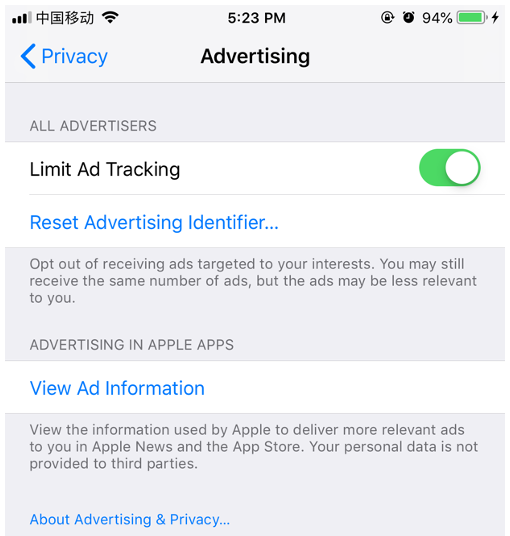 中国移动 5:23 PM 94%
Privacy Advertising
ALL ADVERTISERS
Limit Ad Tracking
Reset Advertising Identifier...
Opt out of receiving ads targeted to your interests. You may still
receive the same number of ads, but the ads may be less relevant
to you.
ADVERTISING IN APPLE APPS
View Ad Information
View the information used by Apple to deliver more relevant ads
to you in Apple News and the App Store. Your personal data is not
provided to third parties.
About Advertising & Privacy...